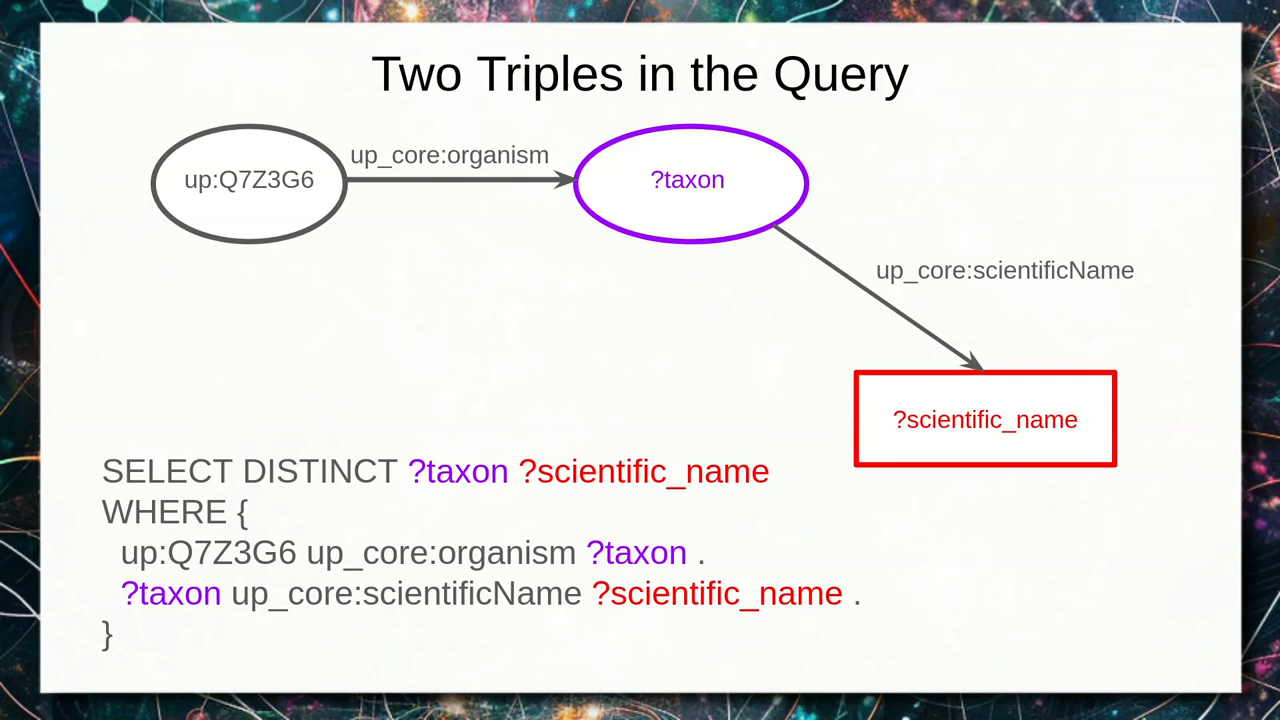 Two Triples in the Query
up_core:organism
up:Q7Z3G6
?taxon
up_core:scientificName
?scientific_name
SELECT DISTINCT ?taxon ?scientific_name
WHERE {
up:Q7Z3G6 up_core:organism ?taxon .
?taxon up_core:scientificName ?scientific_name .
}